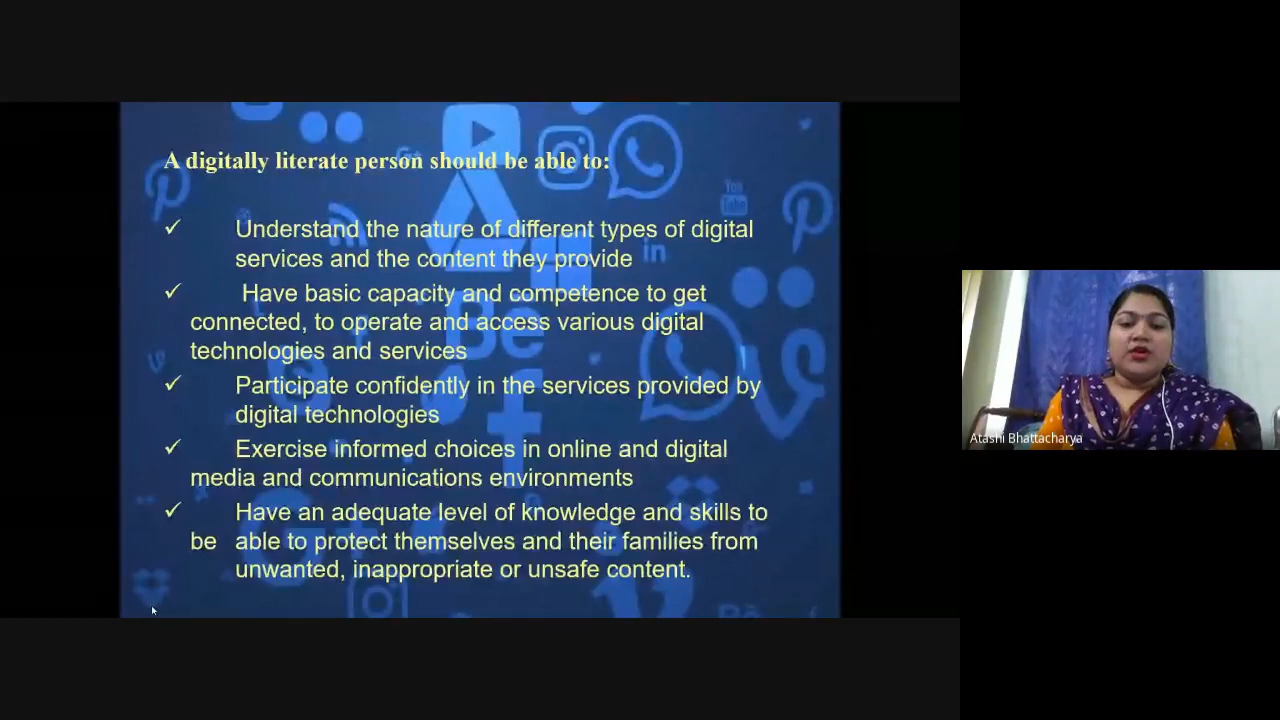 A digitally literate person should be able to:
✓ Understand the nature of different types of digital
services and the content they provide
✓ Have basic capacity and competence to get
connected, to operate and access various digital
technologies and services
✓ Participate confidently in the services provided by
digital technologies
✓ Exercise informed choices in online and digital
media and communications environments
✓ Have an adequate level of knowledge and skills to
be able to protect themselves and their families from
unwanted, inappropriate or unsafe content.
You
Tube
in
Bē
G+
Atashi Bhattacharya